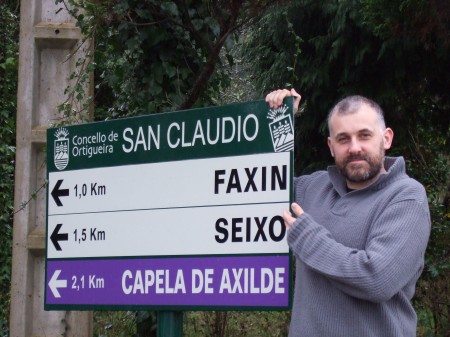 Concello de Ortigueira SAN CLAUDIO
1,0 Km FAXIN
1,5 Km SEIXO
2,1 Km CAPELA DE AXILDE